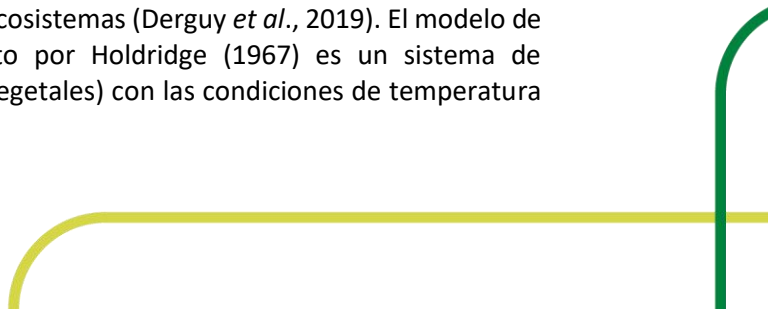 cosistemas (Derguy et al., 2019). El modelo de
to por Holdridge (1967) es un sistema de
egetales) con las condiciones de temperatura